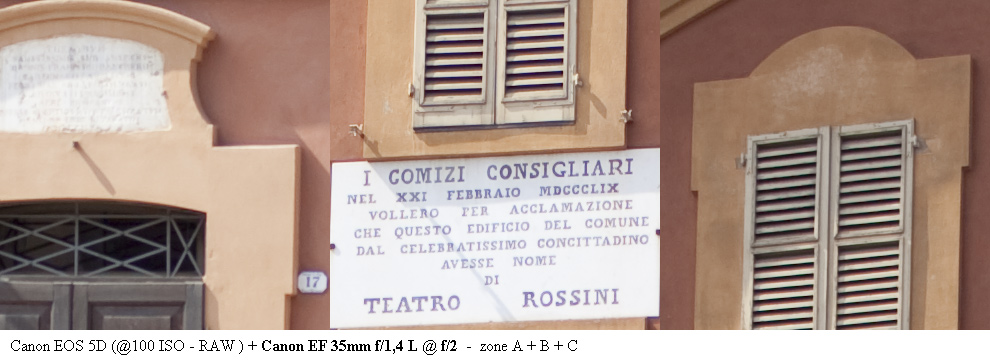 17
I COMIZI CONSIGLIARI
NEL XXI FEBBRAIO MDCCCLIX
VOLLERO PER ACCLAMAZIONE
CHE QUESTO EDIFICIO DEL COMUNE
DAL CELEBRATISSIMO CONCITTADINO
AVESSE NOME
DI
TEATRO ROSSINI
Canon EOS 5D (@100 ISO - RAW ) + Canon EF 35mm f/1,4 L @ f/2 - zone A + B + C